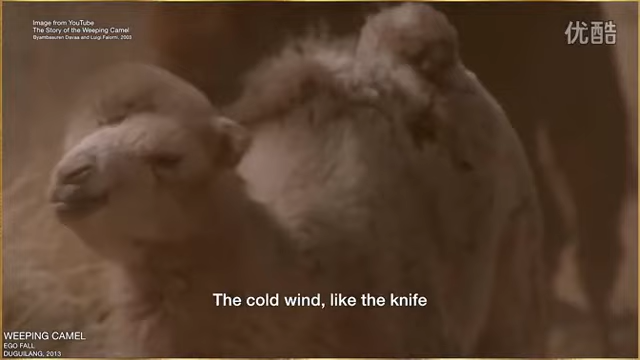 Image from YouTube
The Story of the Weeping Camel
Byambasuren Davaa and Luigi Falorni, 2003
优酷
The cold wind, like the knife
WEEPING CAMEL
EGO FALL
DUGUILANG, 2013